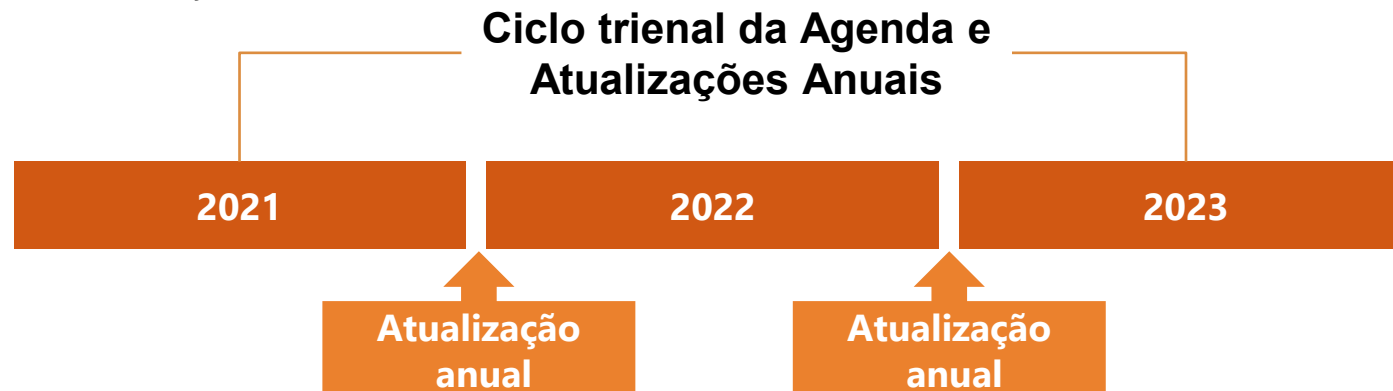 Ciclo trienal da Agenda e
Atualizações Anuais
2021
2022
2023
Atualização
anual
Atualização
anual